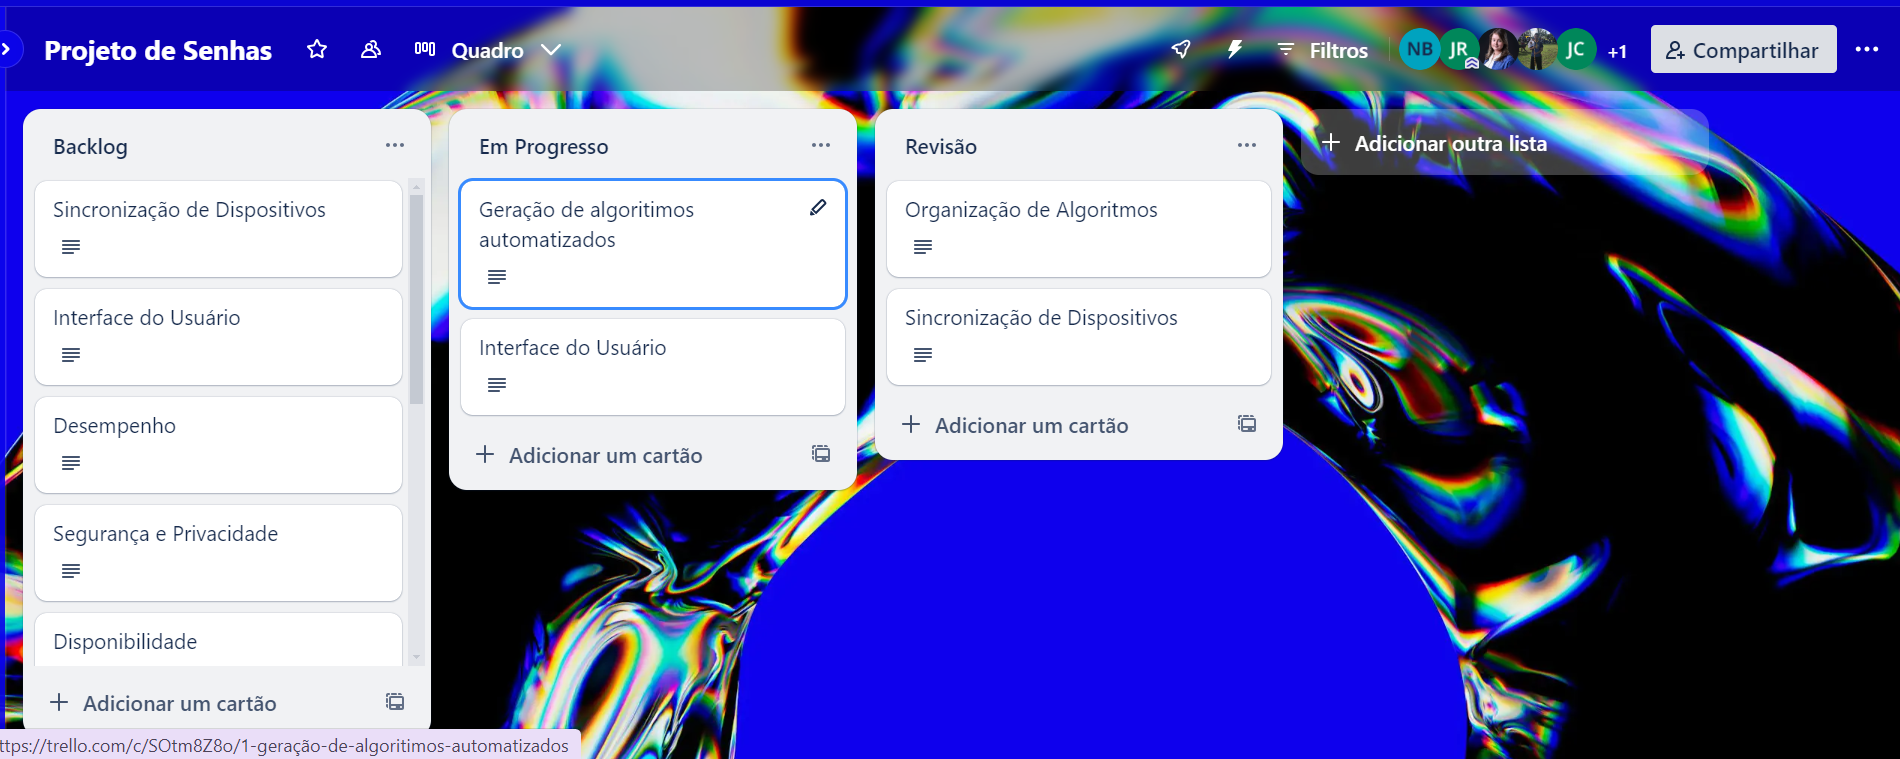 Projeto de Senhas
Quadro
Filtros
NB
JR
JC
+1
Compartilhar
Backlog
Sincronização de Dispositivos
Interface do Usuário
Desempenho
Segurança e Privacidade
Disponibilidade
+ Adicionar um cartão
Em Progresso
Geração de algoritimos
automatizados
Interface do Usuário
+ Adicionar um cartão
Revisão
Organização de Algoritmos
Sincronização de Dispositivos
+ Adicionar um cartão
+ Adicionar outra lista
ttps://trello.com/c/SOtm8Z8o/1-geração-de-algoritimos-automatizados